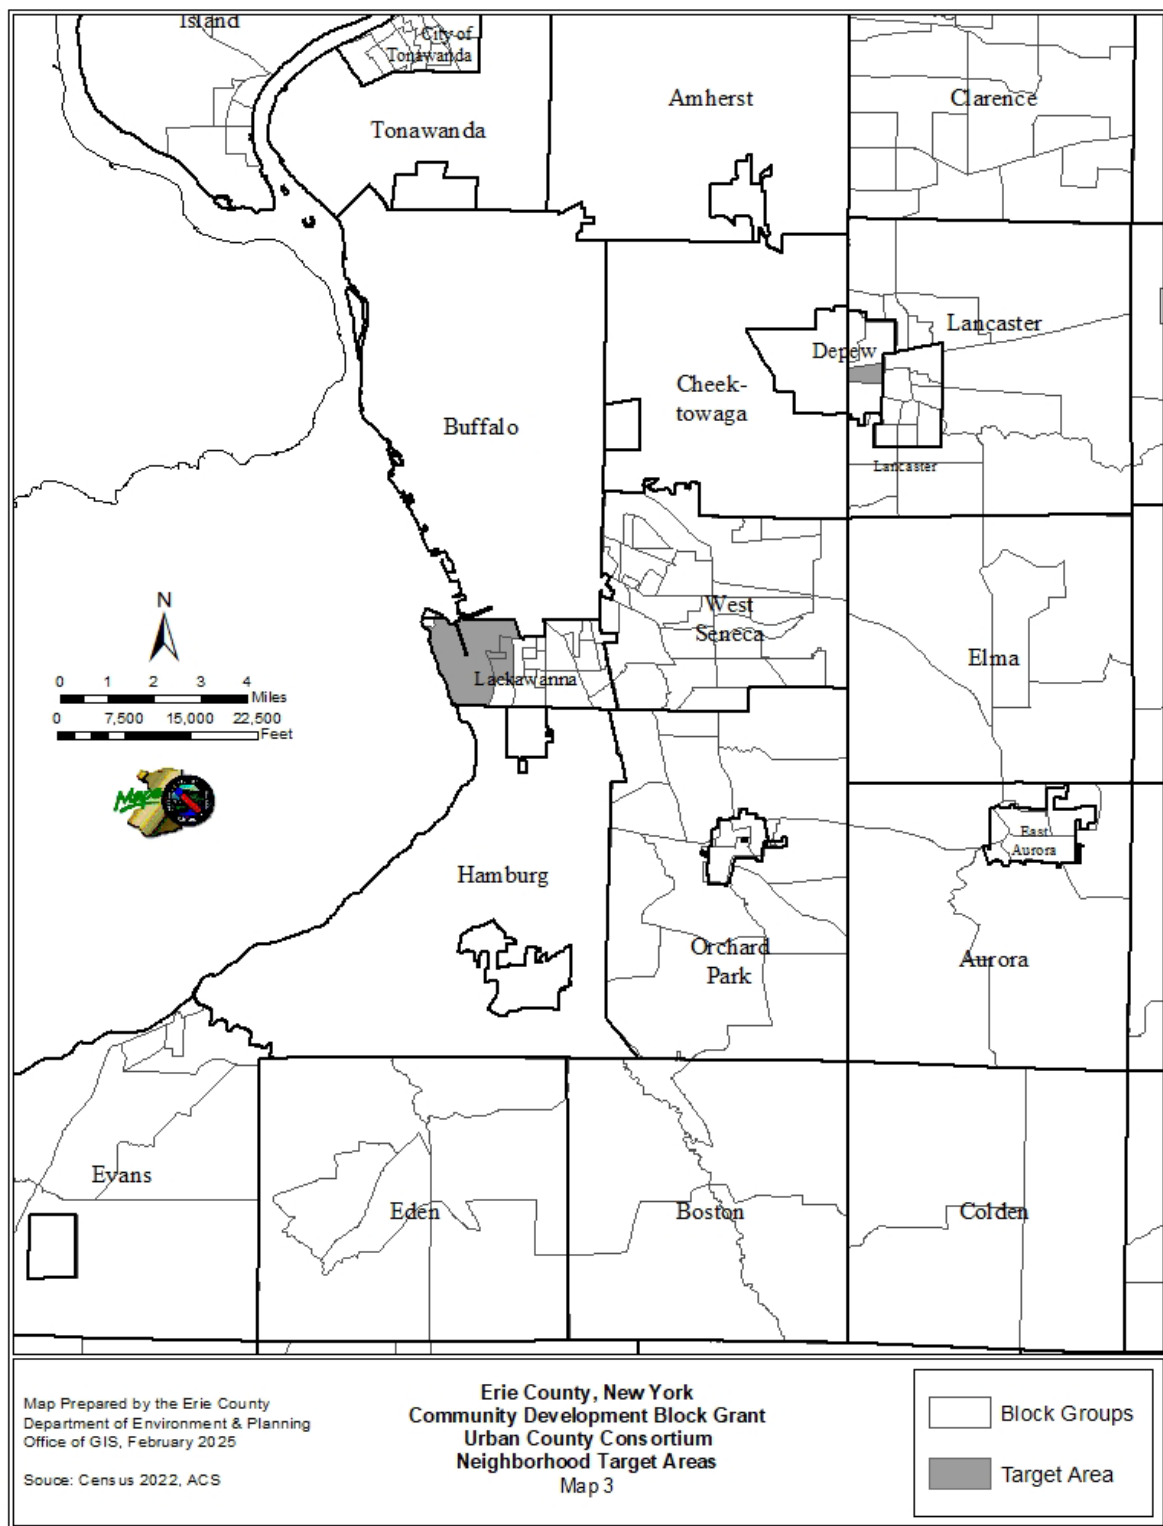 Island
City of
Tonawanda
Amherst
Clarence
Tonawanda
Lancaster
Depew
Cheek-
towaga
Buffalo
Lancaster
N
West
Seneca
Elma
Lackawanna
0 1 2 3 4
Miles
0 7,500 15,000 22,500
Feet
Maps
East
Aurora
Hamburg
Orchard
Park
Aurora
Evans
Eden
Boston
Colden
Map Prepared by the Erie County
Department of Environment & Planning
Office of GIS, February 2025
Souce: Census 2022, ACS
Erie County, New York
Community Development Block Grant
Urban County Consortium
Neighborhood Target Areas
Map 3
Block Groups
Target Area